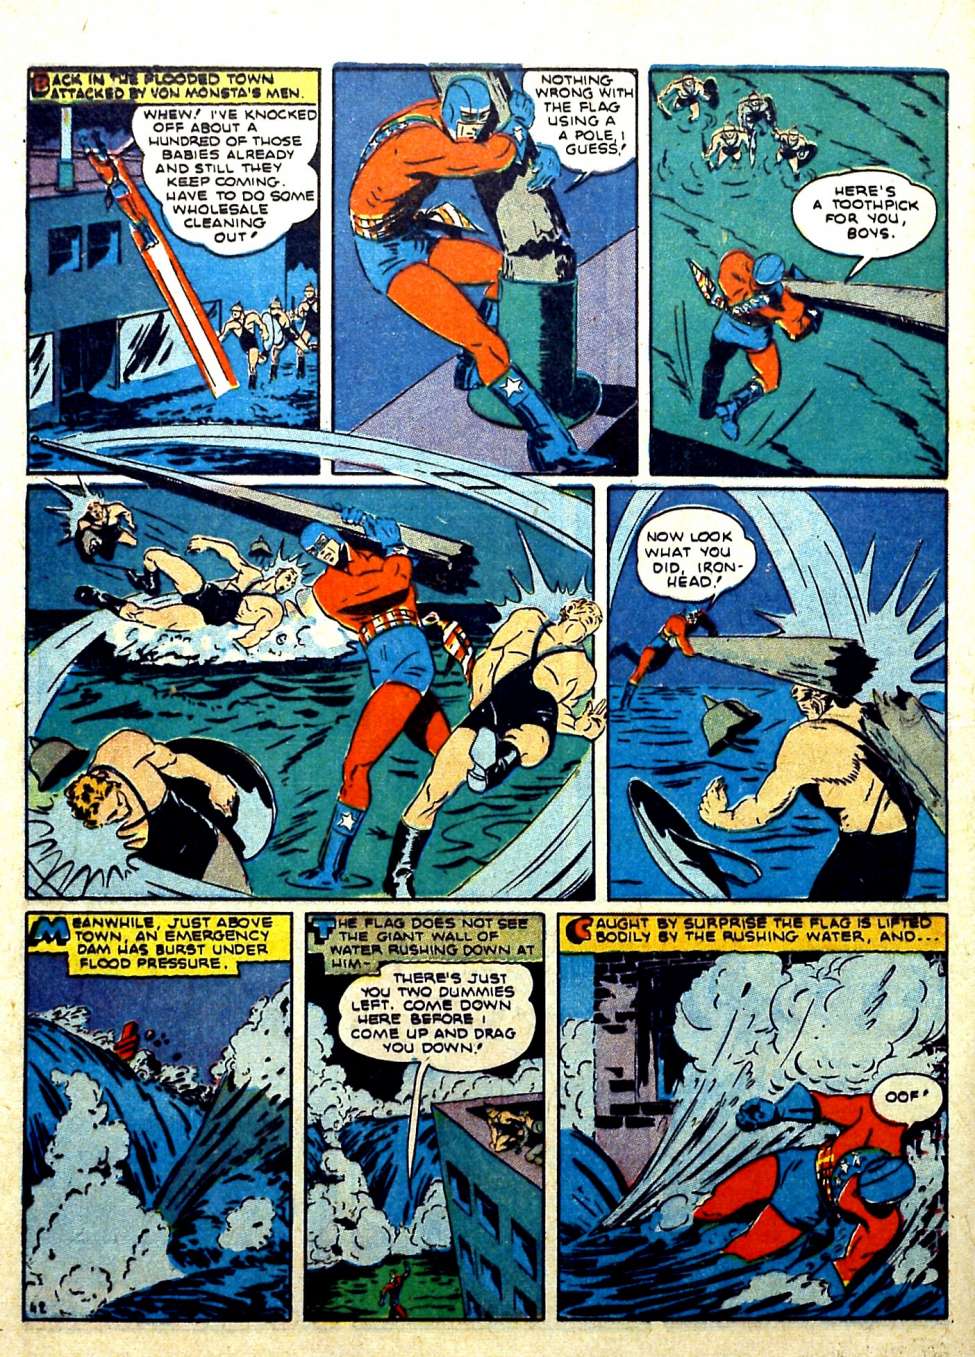 BACK IN THE FLOODED TOWN
ATTACKED BY VON MONSTA'S MEN.
WHEW! I'VE KNOCKED
OFF ABOUT A
HUNDRED OF THOSE
BABIES ALREADY
AND STILL THEY
KEEP COMING.
HAVE TO DO SOME
WHOLESALE
CLEANING
OUT!
NOTHING
WRONG WITH
THE FLAG
USING A
A POLE, I
GUESS!
HERE'S
A TOOTHPICK
FOR YOU,
BOYS.
NOW LOOK
WHAT YOU
DID, IRON-
HEAD!
MEANWHILE, JUST ABOVE
TOWN, AN EMERGENCY
DAM HAS BURST UNDER
FLOOD PRESSURE.
THE FLAG DOES NOT SEE
THE GIANT WALL OF
WATER RUSHING DOWN AT
HIM-
THERE'S JUST
YOU TWO DUMMIES
LEFT. COME DOWN
HERE BEFORE I
COME UP AND DRAG
YOU DOWN!
CAUGHT BY SURPRISE THE FLAG IS LIFTED
BODILY BY THE RUSHING WATER, AND...
OOF!